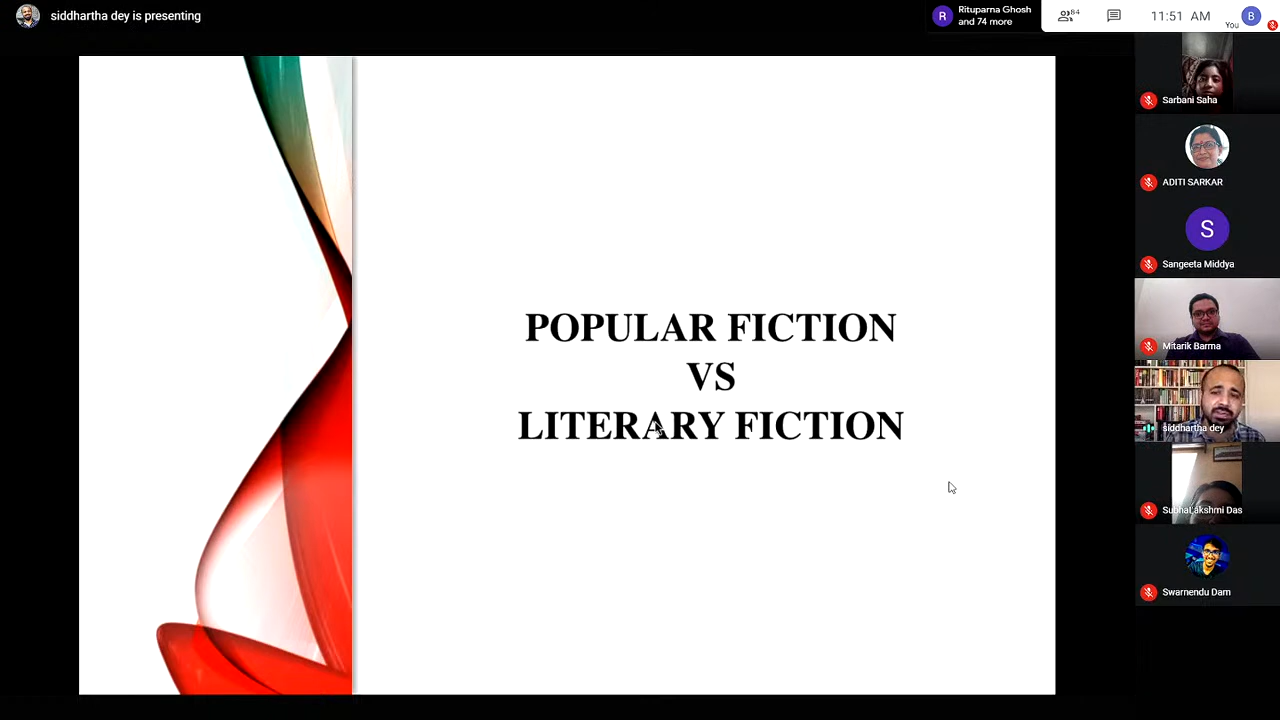 siddhartha dey is presenting
R
Rituparna Ghosh
and 74 more
84
11:51 AM
You
B
Sarbani Saha
ADITI SARKAR
S
Sangeeta Middya
Mitarik Barma
siddhartha dey
SubhaLakshmi Das
Swarnendu Dam
POPULAR FICTION
VS
LITERARY FICTION